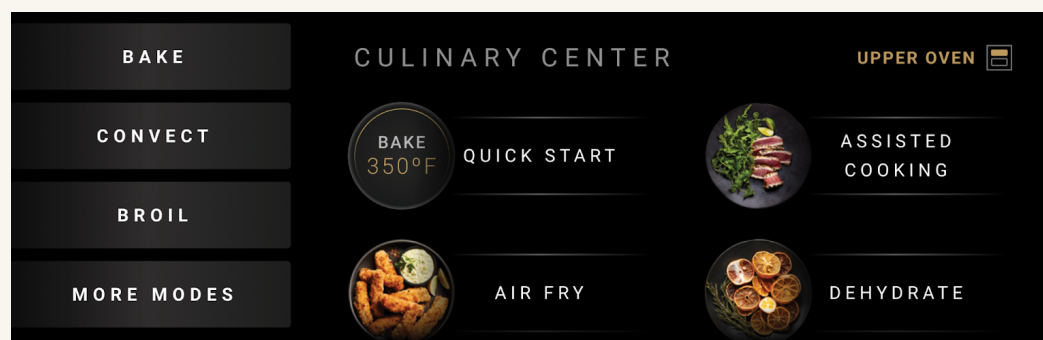 BAKE
CONVECT
BROIL
MORE MODES
CULINARY CENTER
UPPER OVEN
BAKE
350°F
QUICK START
ASSISTED
COOKING
AIR FRY
DEHYDRATE